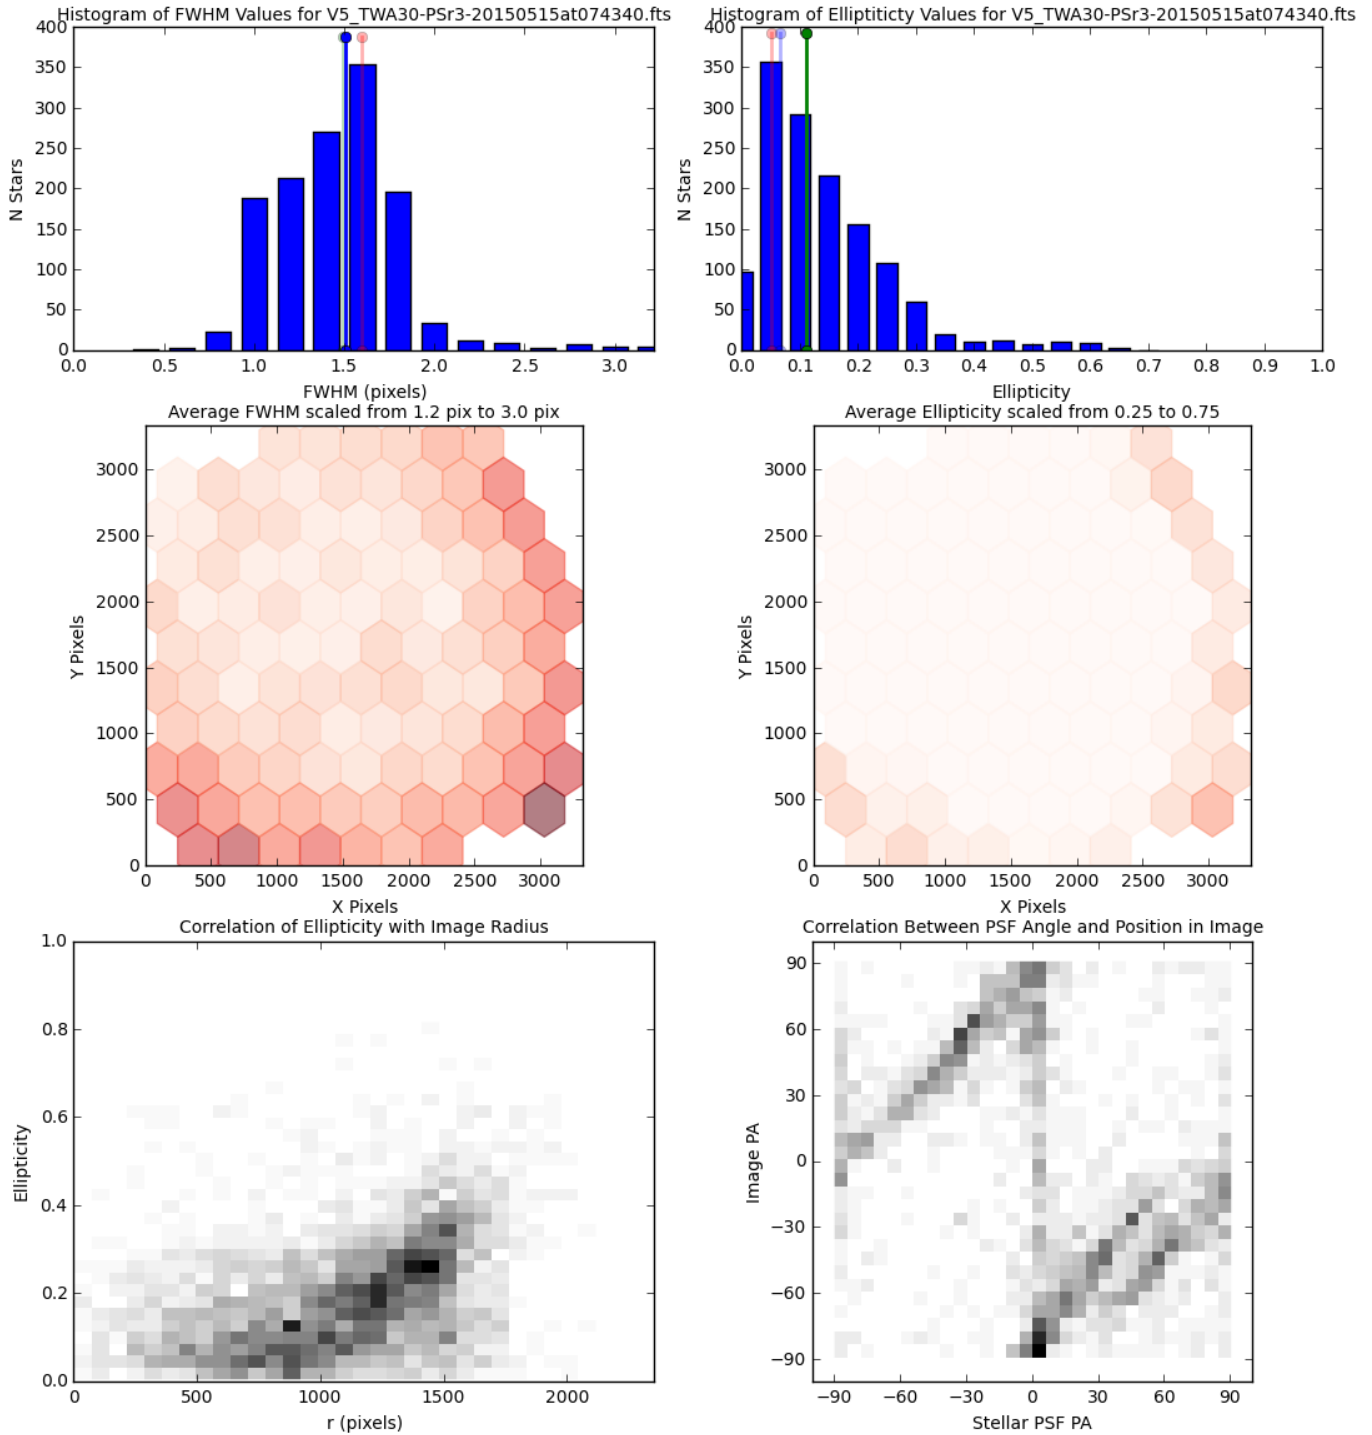 Histogram of FWHM Values for V5_TWA30-PSr3-20150515at074340.fts
400
350
300
250
200
150
100
50
0
N Stars
0.0 0.5 1.0 1.5 2.0 2.5 3.0
FWHM (pixels)
Histogram of Elliptiticty Values for V5_TWA30-PSr3-20150515at074340.fts
400
350
300
250
200
150
100
50
0
N Stars
0.0 0.1 0.2 0.3 0.4 0.5 0.6 0.7 0.8 0.9 1.0
Ellipticity
Average FWHM scaled from 1.2 pix to 3.0 pix
3000
2500
2000
1500
1000
500
0
Y Pixels
0 500 1000 1500 2000 2500 3000
X Pixels
Average Ellipticity scaled from 0.25 to 0.75
3000
2500
2000
1500
1000
500
0
Y Pixels
0 500 1000 1500 2000 2500 3000
X Pixels
Correlation of Ellipticity with Image Radius
1.0
0.8
0.6
0.4
0.2
0.0
Ellipticity
0 500 1000 1500 2000
r (pixels)
Correlation Between PSF Angle and Position in Image
90
60
30
0
−30
−60
−90
Image PA
−90 −60 −30 0 30 60 90
Stellar PSF PA